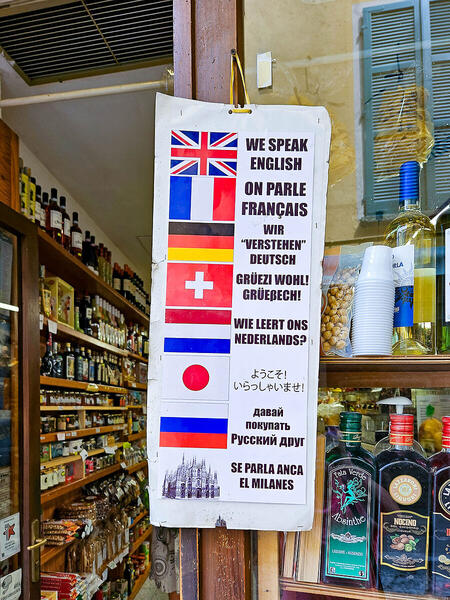 WE SPEAK
ENGLISH
ON PARLE
FRANÇAIS
WIR
"VERSTEHEN"
DEUTSCH
GRÜEZI WOHL!
GRÜEßECH!
WIE LEERT ONS
NEDERLANDS?
ようこそ!
いらっしゃいませ!
давай
покупать
Русский друг
SE PARLA ANCA
EL MILANES
Fata Verde
Absinthe
NOCINO